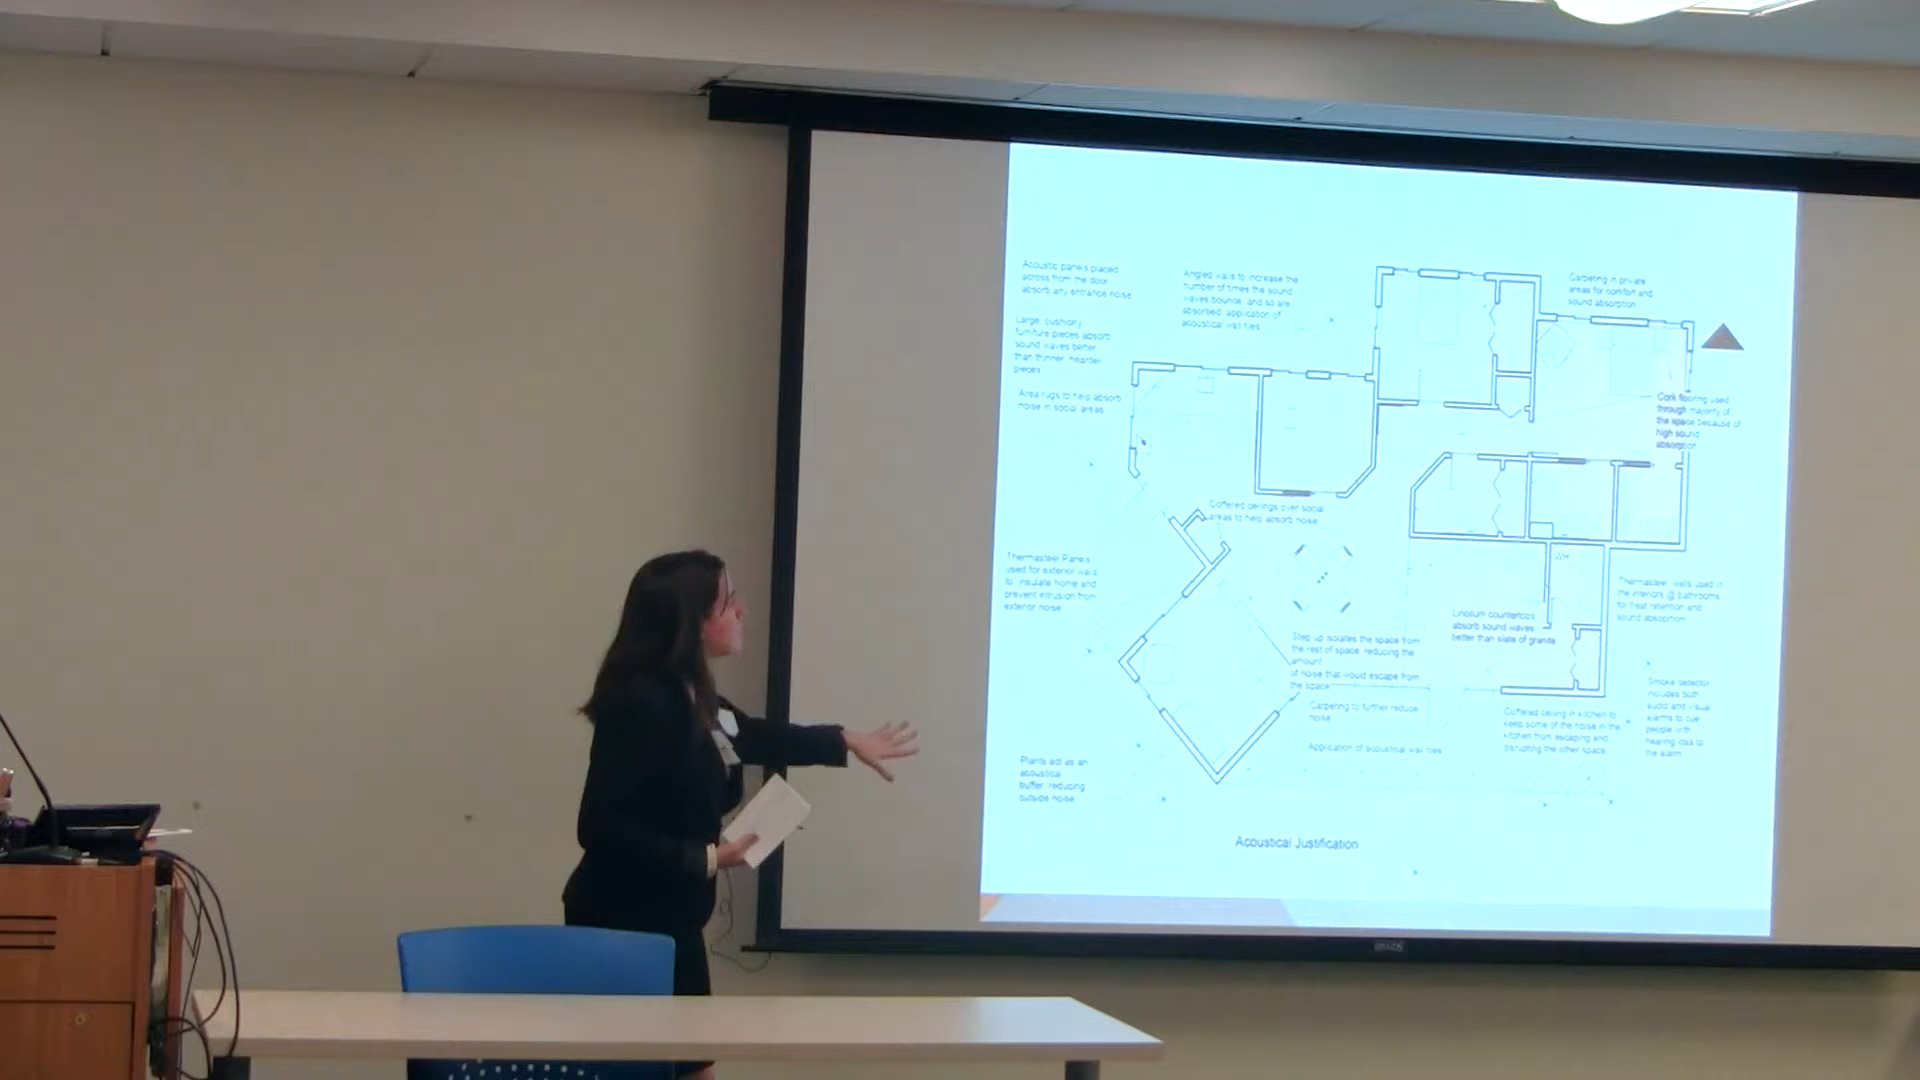 Acoustic panels placed
across from the door
absorb any entrance noise
Large, cushiony
furniture pieces absorb
sound waves better
than thinner, hearder
pieces
Area rugs to help absorb
noise in social areas
Angled walls to increase the
number of times the sound
waves bounce, and so are
absorbed; application of
acoustical wall tiles
Carpeting in private
areas for comfort and
sound absorption
Cork flooring used
through majority of
the space because of
high sound
absorption
Coffered ceilings over social
areas to help absorb noise
Thermasteel Panels
used for exterior walls
to insulate home and
prevent intrusion from
exterior noise
WH
Thermasteel walls used in
the interiors @ bathrooms
for heat retention and
sound absoprtion
Linolium countertops
absorb sound waves
better than slate of granite
Step up isolates the space from
the rest of space, reducing the
amount
of noise that would escape from
the space
Carpeting to further reduce
noise
Application of acoustical wall tiles
Coffered ceiling in kitchen to
keep some of the noise in the
kitchen from escaping and
disrupting the other space
Smoke detector
includes both
audio and visual
alarms to cue
people with
hearing loss to
the alarm
Plants act as an
acoustical
buffer, reducing
outside noise
Acoustical Justification